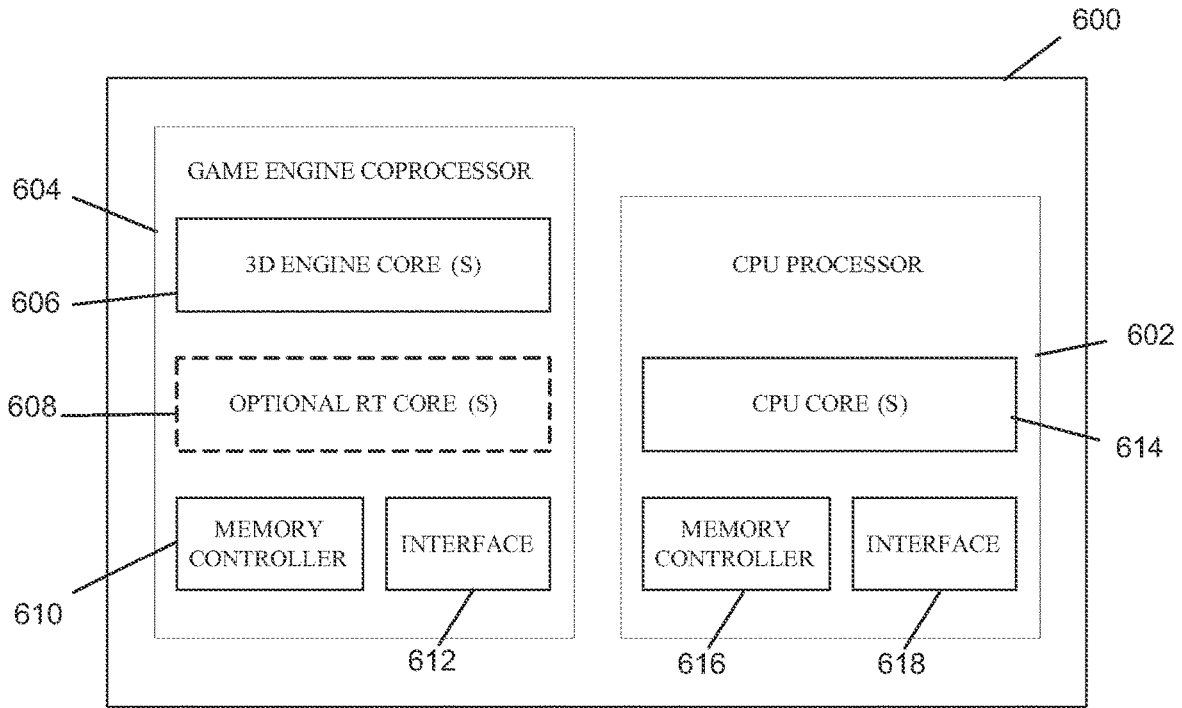 600
GAME ENGINE COPROCESSOR
604
3D ENGINE CORE (S)
606
OPTIONAL RT CORE (S)
608
MEMORY
CONTROLLER
610
INTERFACE
612
CPU PROCESSOR
602
CPU CORE (S)
614
MEMORY
CONTROLLER
616
INTERFACE
618